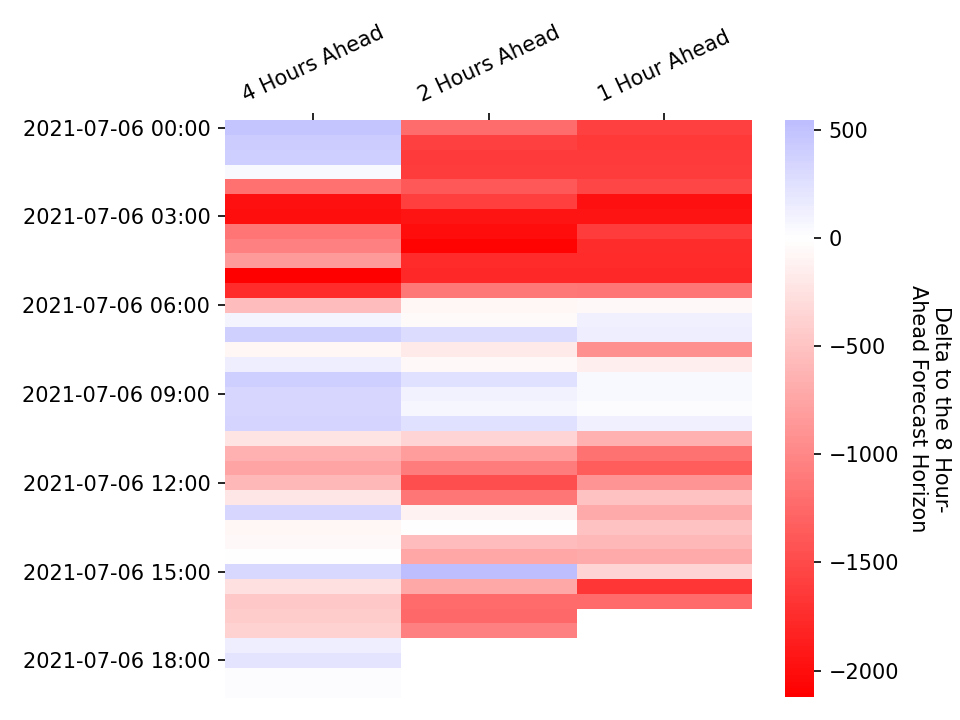 4 Hours Ahead
2 Hours Ahead
1 Hour Ahead
2021-07-06 00:00
2021-07-06 03:00
2021-07-06 06:00
2021-07-06 09:00
2021-07-06 12:00
2021-07-06 15:00
2021-07-06 18:00
500
0
−500
−1000
−1500
−2000
Delta to the 8 Hour-
Ahead Forecast Horizon